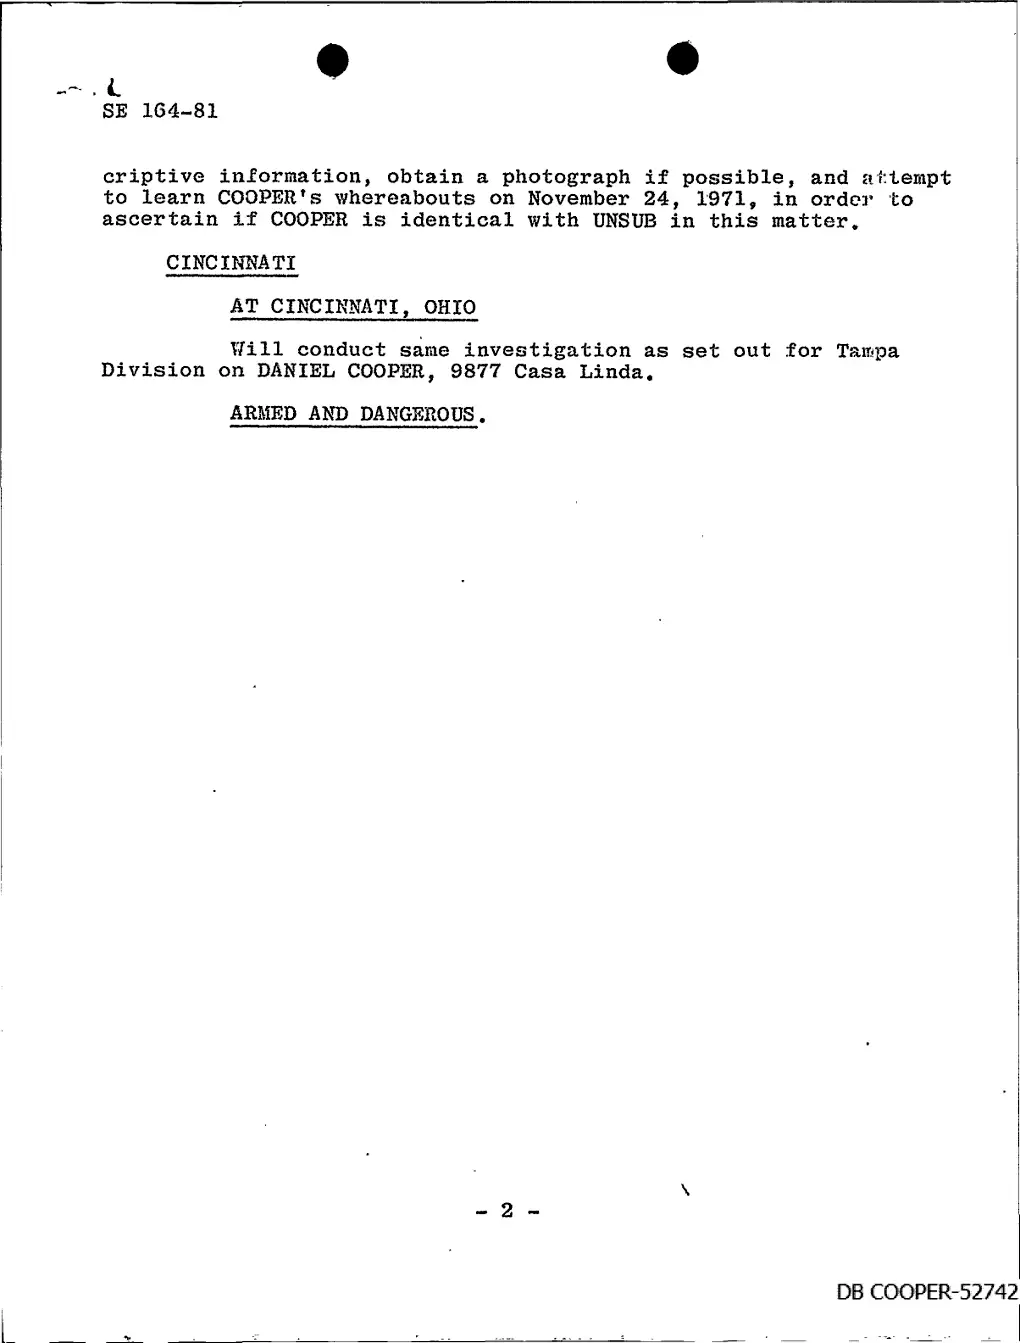 SE 164-81
criptive information, obtain a photograph if possible, and attempt
to learn COOPER's whereabouts on November 24, 1971, in order to
ascertain if COOPER is identical with UNSUB in this matter.
CINCINNATI
AT CINCINNATI, OHIO
Will conduct same investigation as set out for Tampa
Division on DANIEL COOPER, 9877 Casa Linda.
ARMED AND DANGEROUS.
- 2 -
DB COOPER-52742